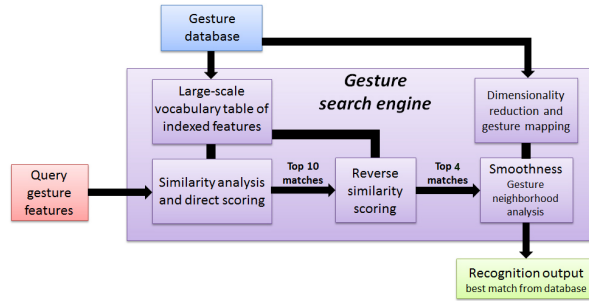 Gesture
database
Gesture
search engine
Large-scale
vocabulary table of
indexed features
Dimensionality
reduction and
gesture mapping
Query
gesture
features
Similarity analysis
and direct scoring
Top 10
matches
Reverse
similarity
scoring
Top 4
matches
Smoothness
Gesture
neighborhood
analysis
Recognition output
best match from database